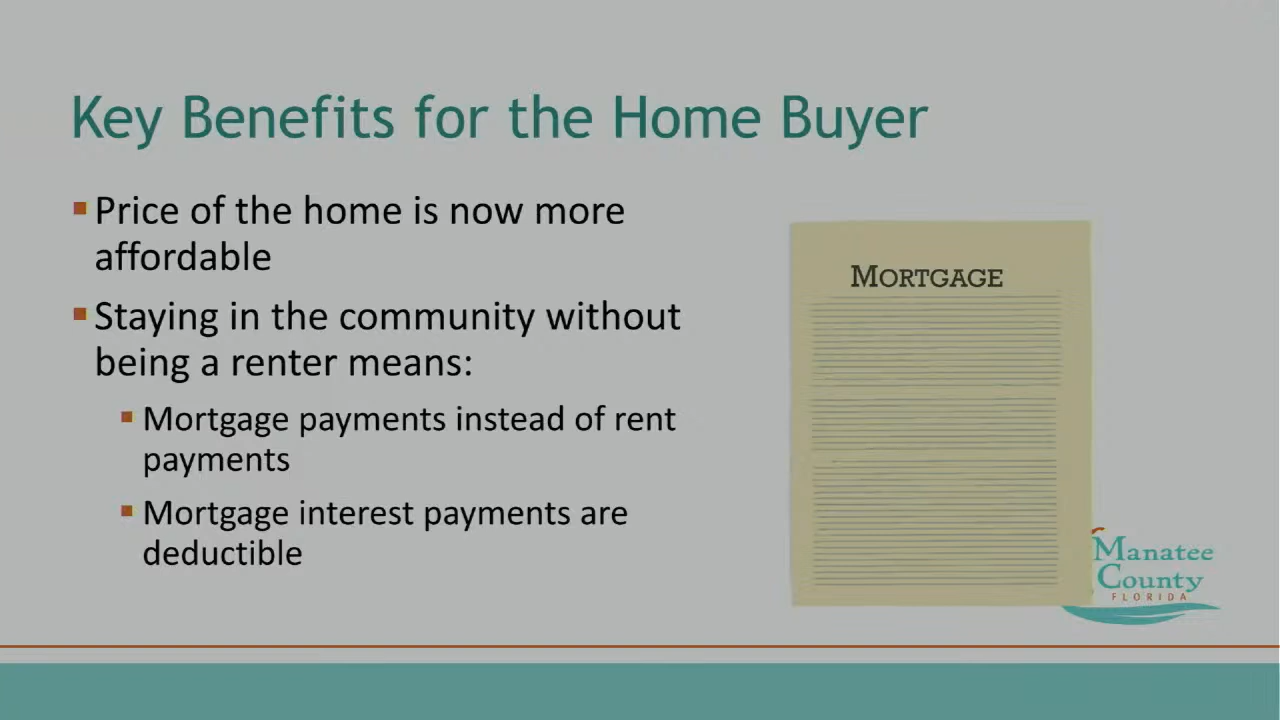 Key Benefits for the Home Buyer
Price of the home is now more
affordable
Staying in the community without
being a renter means:
Mortgage payments instead of rent
payments
Mortgage interest payments are
deductible
MORTGAGE
Manatee
County
FLORIDA